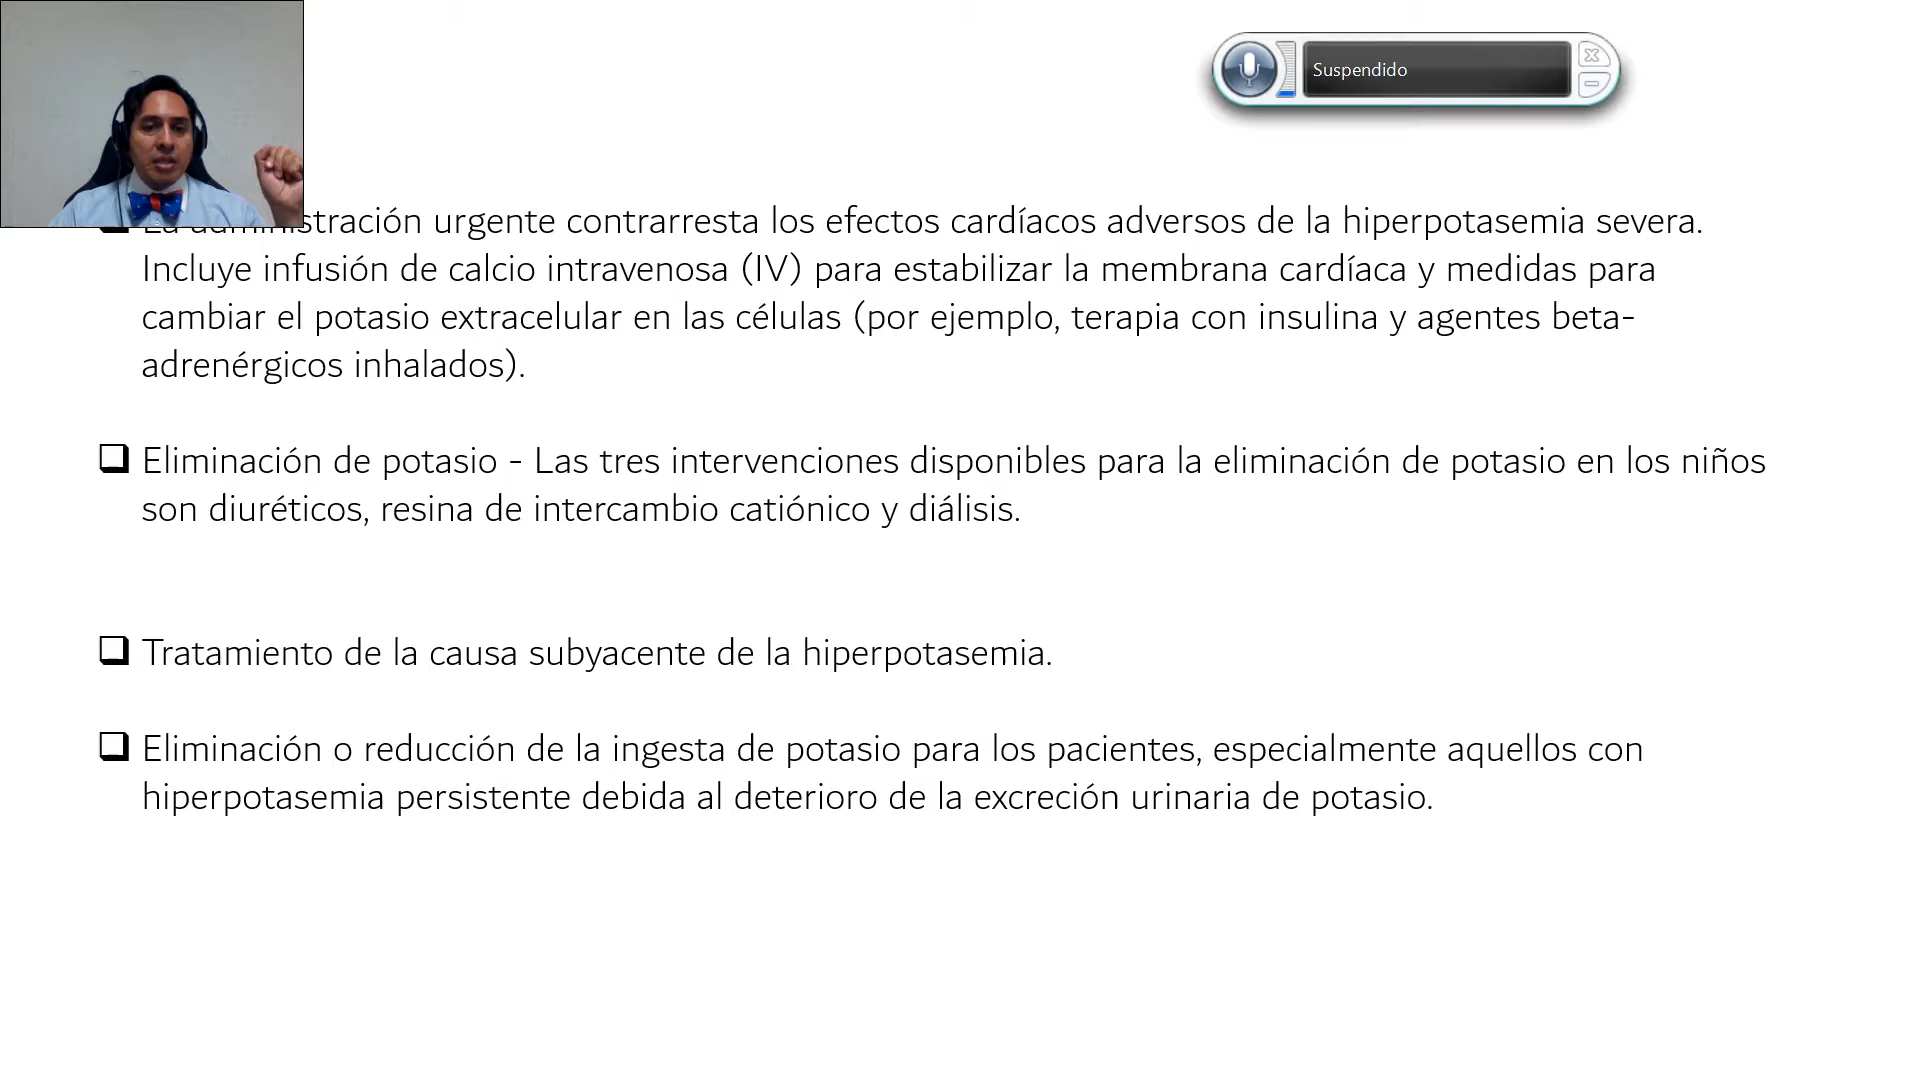 Suspendido
La administración urgente contrarresta los efectos cardíacos adversos de la hiperpotasemia severa.
Incluye infusión de calcio intravenosa (IV) para estabilizar la membrana cardíaca y medidas para
cambiar el potasio extracelular en las células (por ejemplo, terapia con insulina y agentes beta-
adrenérgicos inhalados).
Eliminación de potasio - Las tres intervenciones disponibles para la eliminación de potasio en los niños
son diuréticos, resina de intercambio catiónico y diálisis.
Tratamiento de la causa subyacente de la hiperpotasemia.
Eliminación o reducción de la ingesta de potasio para los pacientes, especialmente aquellos con
hiperpotasemia persistente debida al deterioro de la excreción urinaria de potasio.